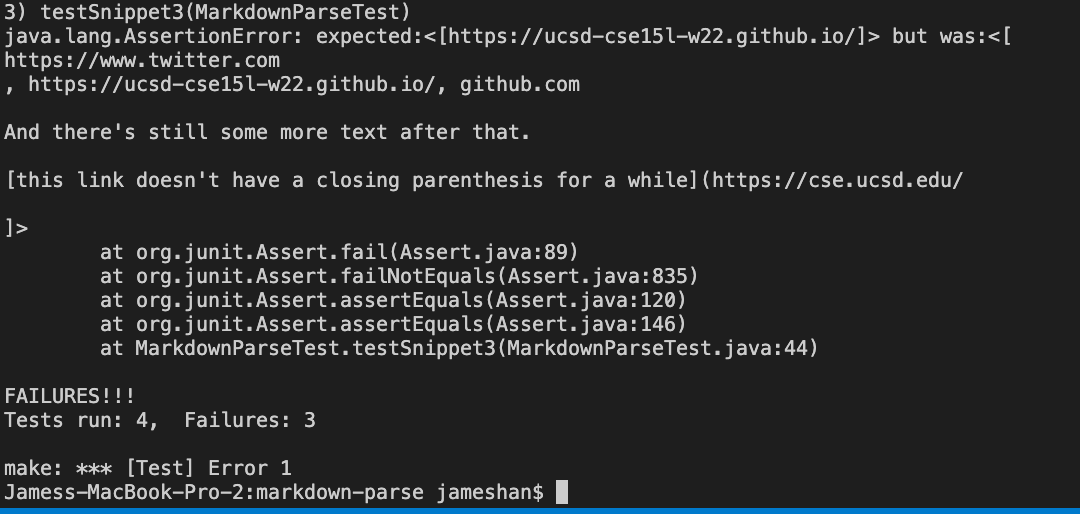 3) testSnippet3(MarkdownParseTest)
java.lang.AssertionError: expected:<[https://ucsd-cse15l-w22.github.io/]> but was:<[
https://www.twitter.com
, https://ucsd-cse15l-w22.github.io/, github.com
And there's still some more text after that.
[this link doesn't have a closing parenthesis for a while](https://cse.ucsd.edu/
]>
at org.junit.Assert.fail(Assert.java:89)
at org.junit.Assert.failNotEquals(Assert.java:835)
at org.junit.Assert.assertEquals(Assert.java:120)
at org.junit.Assert.assertEquals(Assert.java:146)
at MarkdownParseTest.testSnippet3(MarkdownParseTest.java:44)
FAILURES!!!
Tests run: 4,  Failures: 3
make: *** [Test] Error 1
Jamess-MacBook-Pro-2:markdown-parse jameshan$